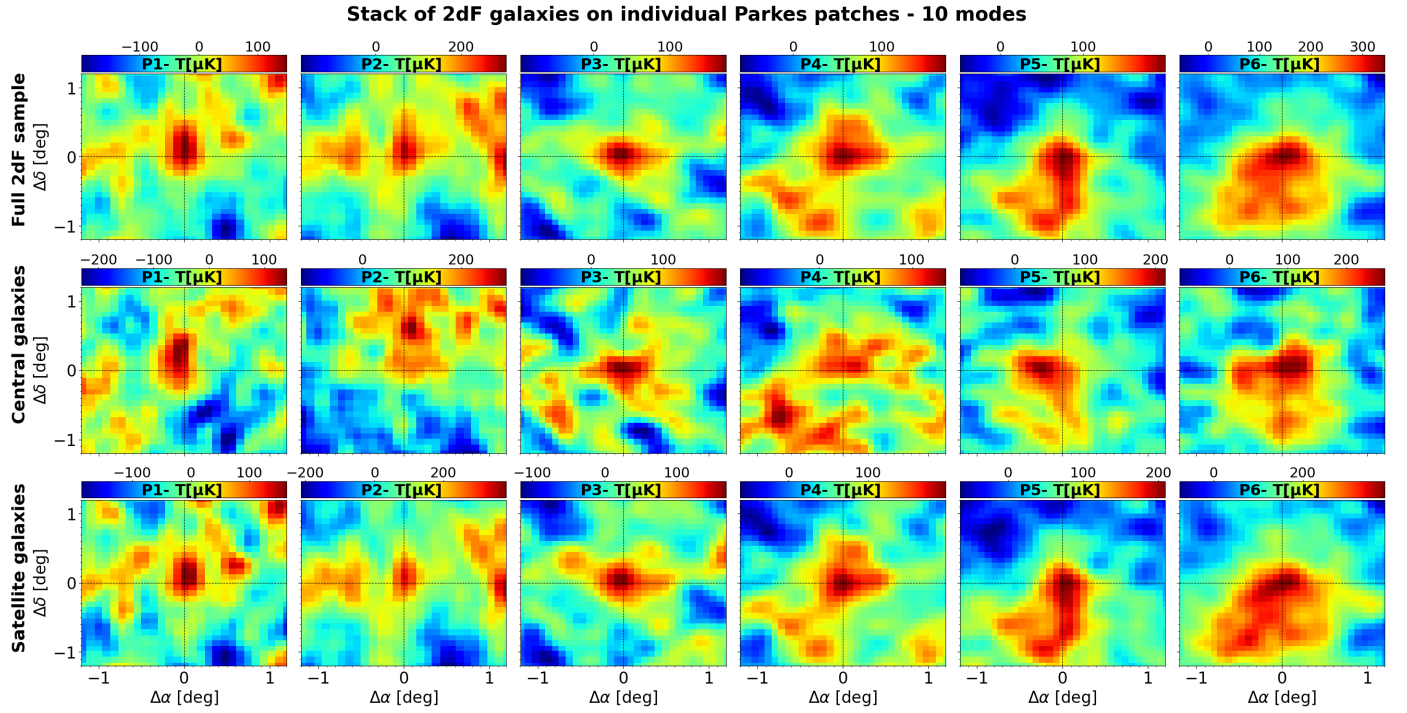 Stack of 2dF galaxies on individual Parkes patches - 10 modes
−100 0 100 0 200 0 100 0 100 0 100 0 100 200 300
P1- T[μK] P2- T[μK] P3- T[μK] P4- T[μK] P5- T[μK] P6- T[μK]
Full 2dF sample
Δδ [deg]
1
0
−1
−200 −100 0 100 0 200 0 100 0 100 0 100 200 0 100 200
P1- T[μK] P2- T[μK] P3- T[μK] P4- T[μK] P5- T[μK] P6- T[μK]
Central galaxies
Δδ [deg]
1
0
−1
−100 0 100 −200 0 200 −100 0 100 0 100 0 100 200 0 200
P1- T[μK] P2- T[μK] P3- T[μK] P4- T[μK] P5- T[μK] P6- T[μK]
Satellite galaxies
Δδ [deg]
1
0
−1
−1 0 1 −1 0 1 −1 0 1 −1 0 1 −1 0 1 −1 0 1
Δα [deg] Δα [deg] Δα [deg] Δα [deg] Δα [deg] Δα [deg]